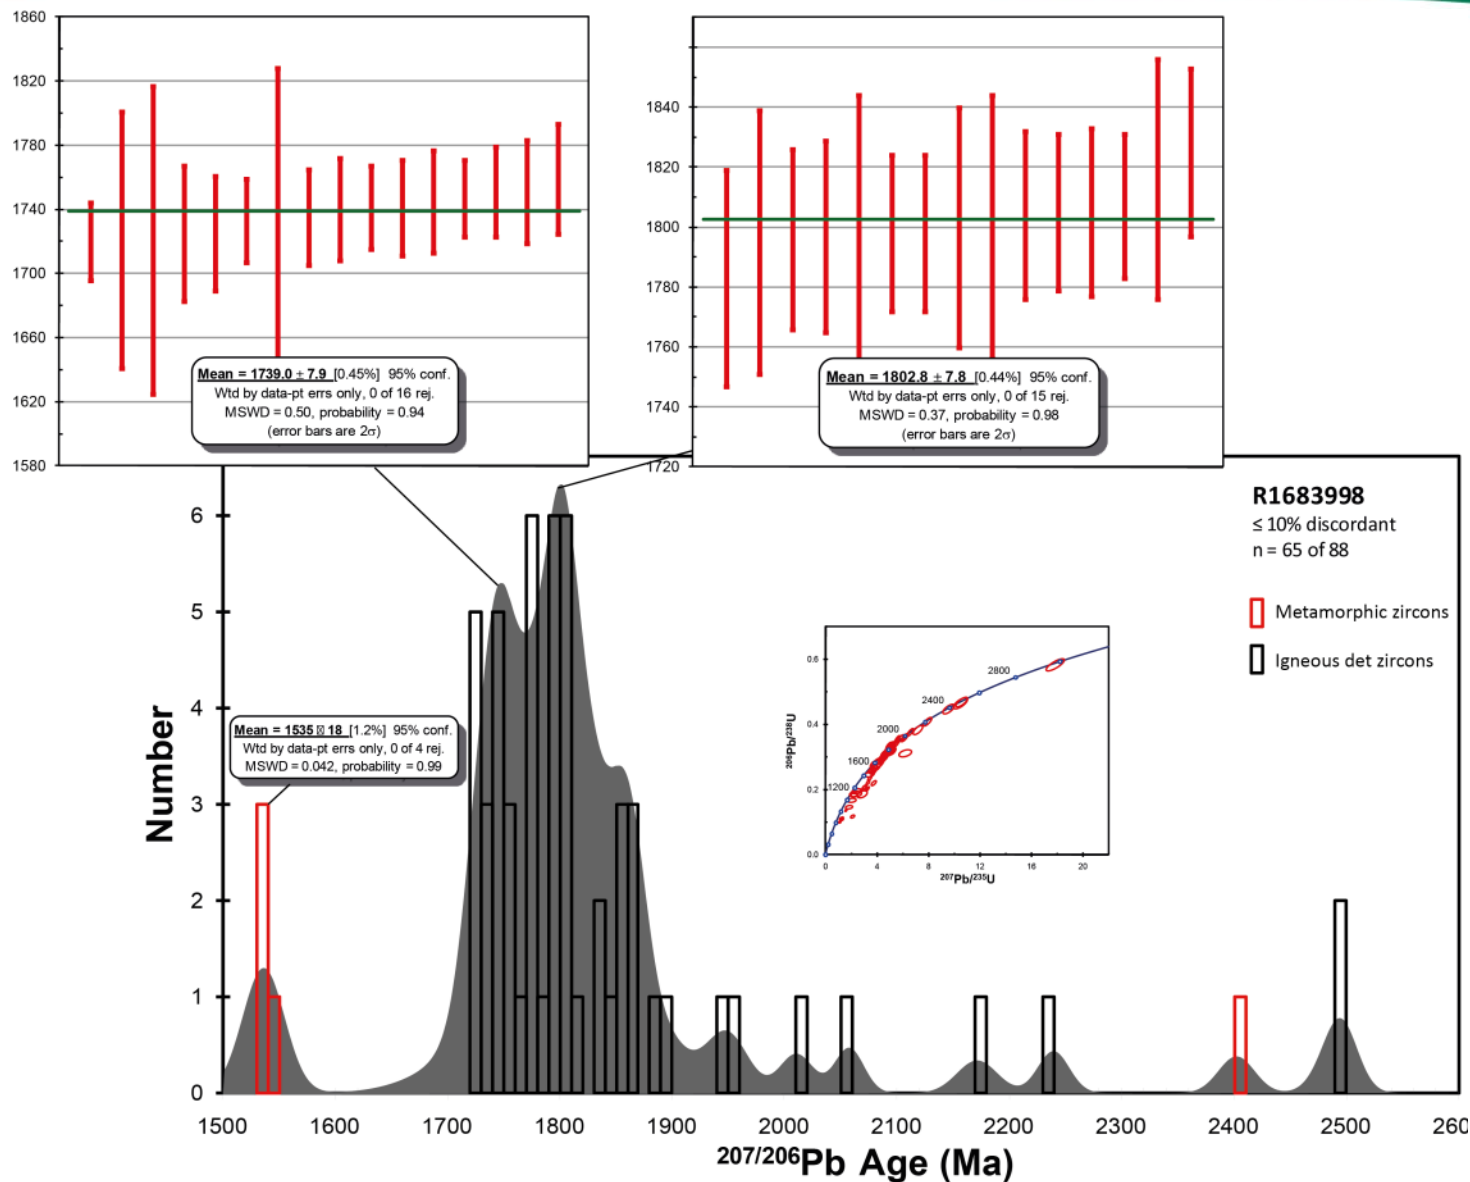 1860
1820
1780
1740
1700
1660
1620
1580
Mean = 1739.0 ± 7.9 [0.45%] 95% conf.
Wtd by data-pt errs only, 0 of 16 rej.
MSWD = 0.50, probability = 0.94
(error bars are 2σ)
1840
1820
1800
1780
1760
1740
1720
Mean = 1802.8 ± 7.8 [0.44%] 95% conf.
Wtd by data-pt errs only, 0 of 15 rej.
MSWD = 0.37, probability = 0.98
(error bars are 2σ)
R1683998
≤ 10% discordant
n = 65 of 88
Metamorphic zircons
Igneous det zircons
Mean = 1535 ▯ 18 [1.2%] 95% conf.
Wtd by data-pt errs only, 0 of 4 rej.
MSWD = 0.042, probability = 0.99
Number
6
5
4
3
2
1
0
1500 1600 1700 1800 1900 2000 2100 2200 2300 2400 2500 260
207/206Pb Age (Ma)
206Pb/238U
0.6
0.4
0.2
0.0
2800
2400
2000
1600
1200
0 4 8 12 16 20
207Pb/235U